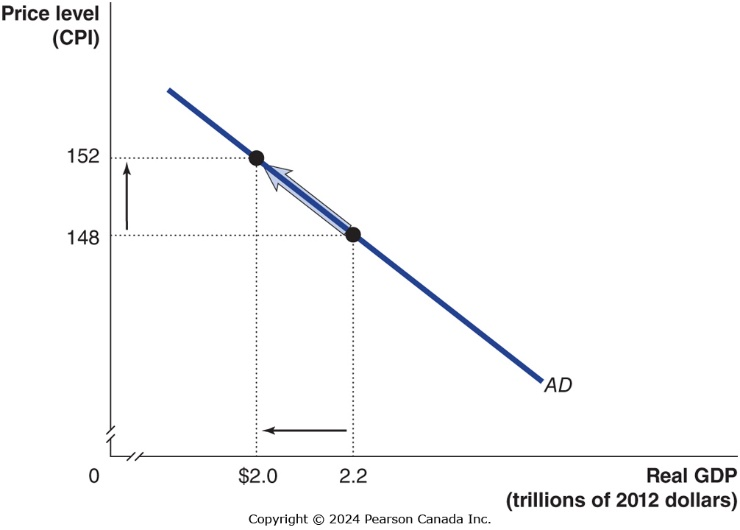 Price level
(CPI)
152
148
AD
0
$2.0
2.2
Real GDP
(trillions of 2012 dollars)
Copyright © 2024 Pearson Canada Inc.